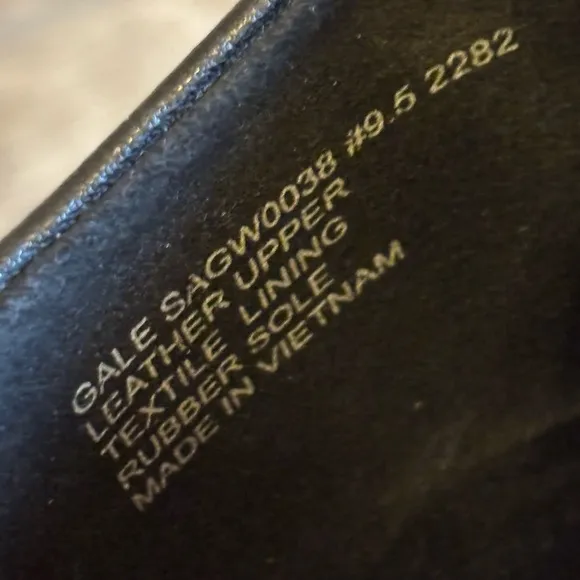 GALE SAGW0038 #9.5 2282
LEATHER UPPER
TEXTILE LINING
RUBBER SOLE
MADE IN VIETNAM